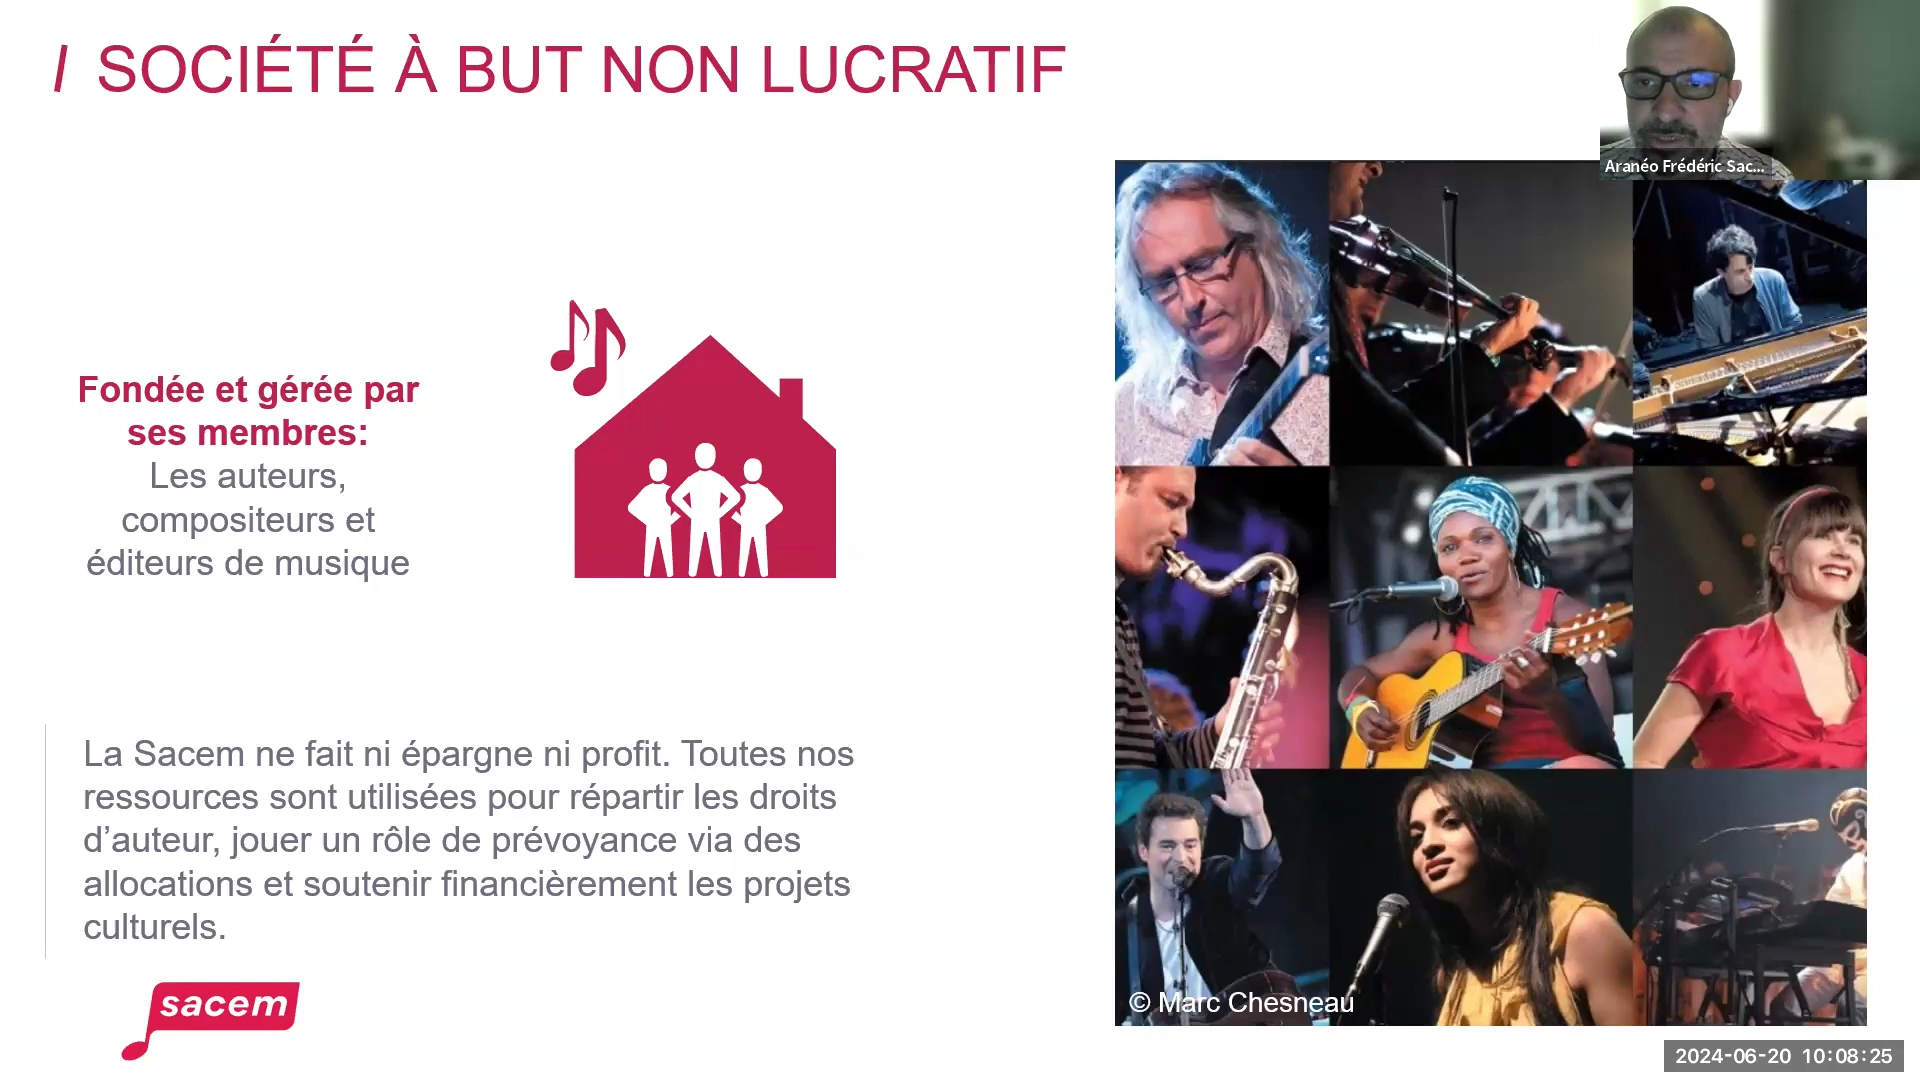 / SOCIÉTÉ À BUT NON LUCRATIF
Aranéo Frédéric Sac...
Fondée et gérée par
ses membres:
Les auteurs,
compositeurs et
éditeurs de musique
La Sacem ne fait ni épargne ni profit. Toutes nos
ressources sont utilisées pour répartir les droits
d’auteur, jouer un rôle de prévoyance via des
allocations et soutenir financièrement les projets
culturels.
sacem
© Marc Chesneau
2024-06-20 10:08:25